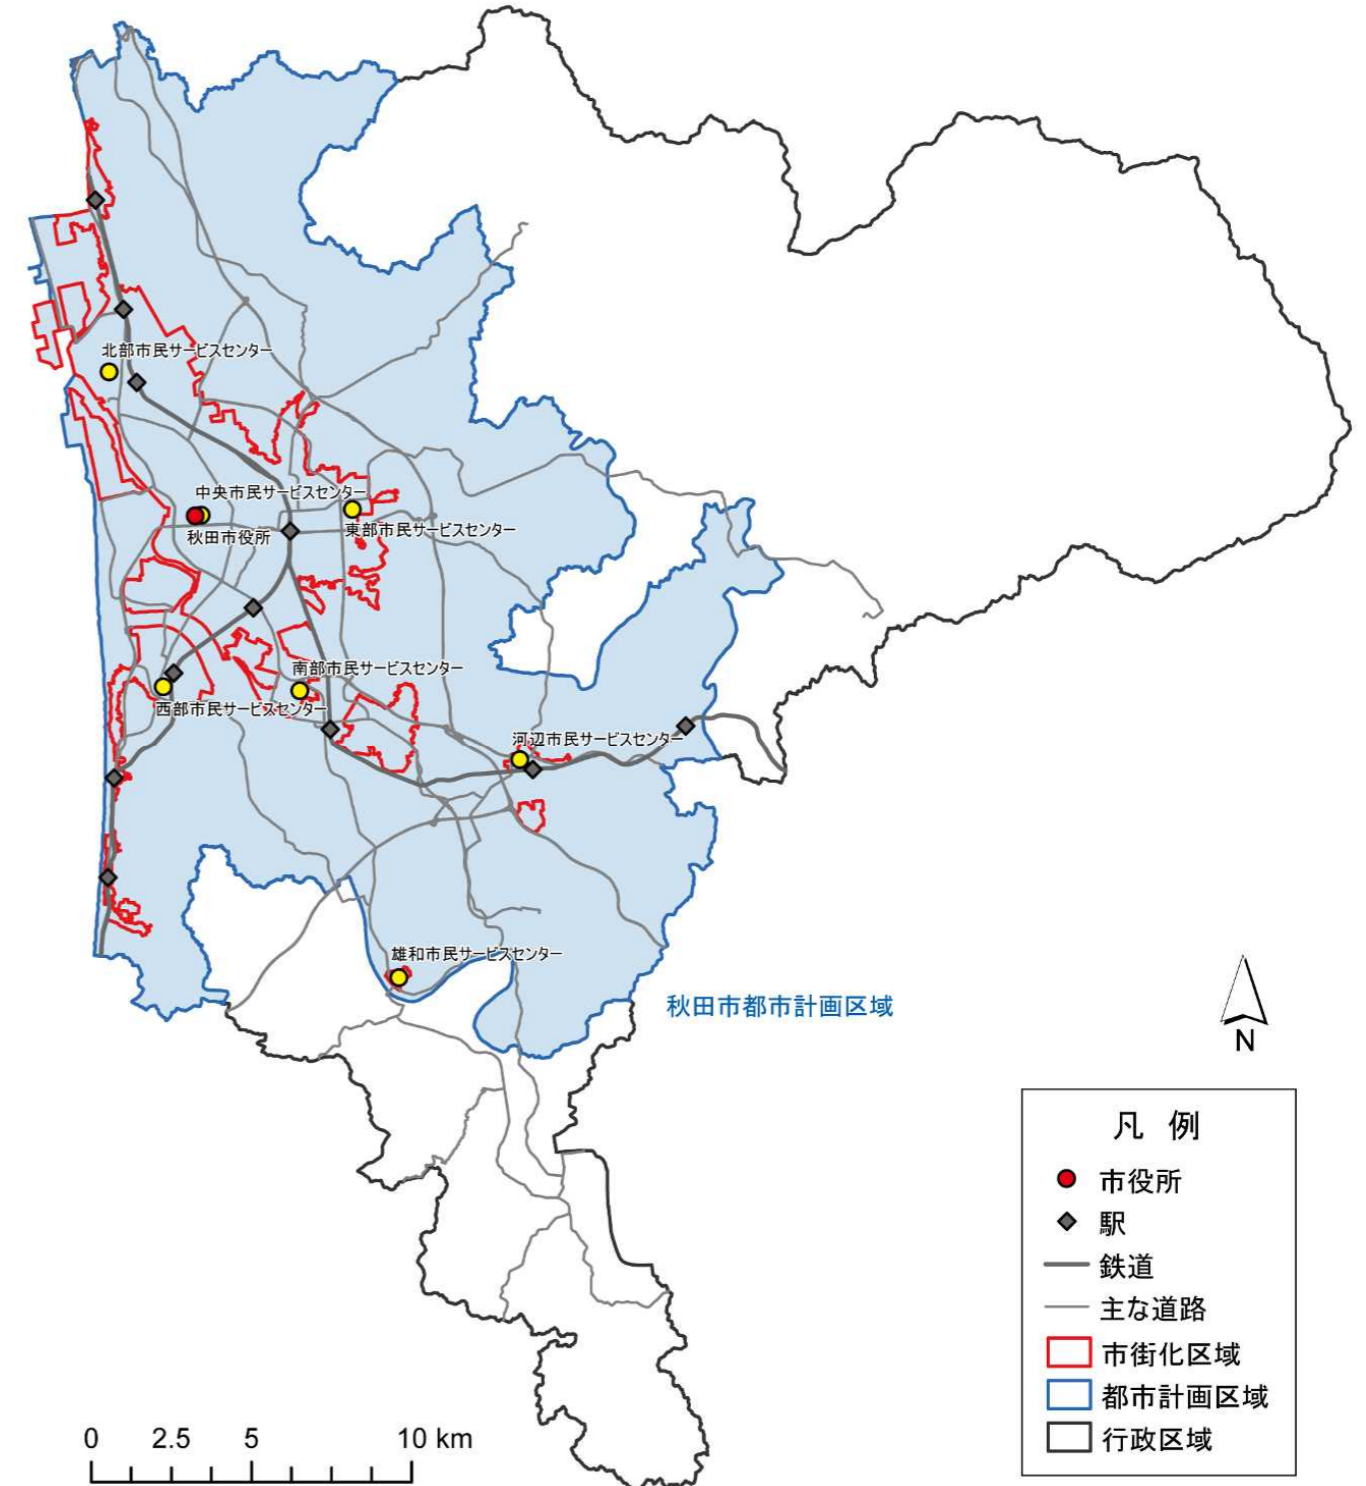 北部市民サービスセンター
中央市民サービスセンター
秋田市役所
東部市民サービスセンター
南部市民サービスセンター
西部市民サービスセンター
河辺市民サービスセンター
雄和市民サービスセンター
秋田市都市計画区域
N
凡 例
市役所
駅
鉄道
主な道路
市街化区域
都市計画区域
行政区域
0 2.5 5 10 km